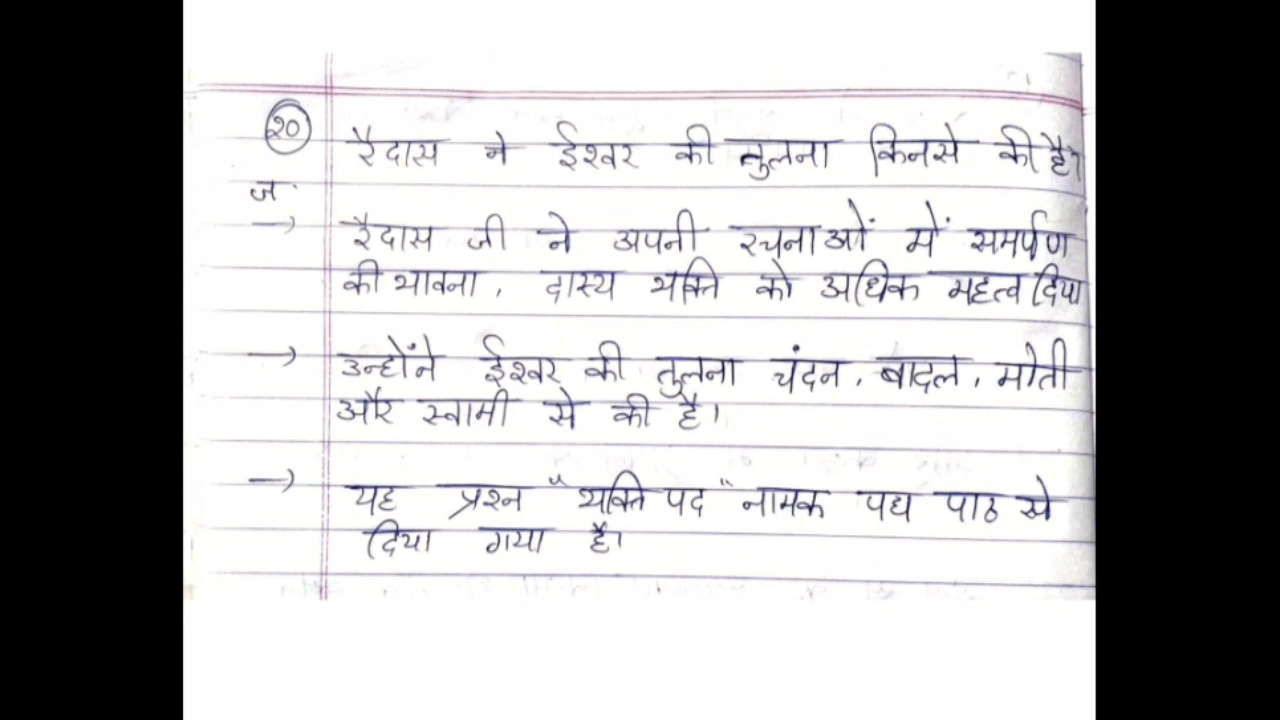 २०
रैदास ने ईश्वर की तुलना किनसे की है?
ज.
→ रैदास जी ने अपनी रचनाओं में समर्पण
की भावना, दास्य भक्ति को अधिक महत्व दिया
→ उन्होंने ईश्वर की तुलना चंदन, बादल, मोती
और स्वामी से की है।
→ यह प्रश्न "भक्ति पद" नामक पद्य पाठ से
दिया गया है।